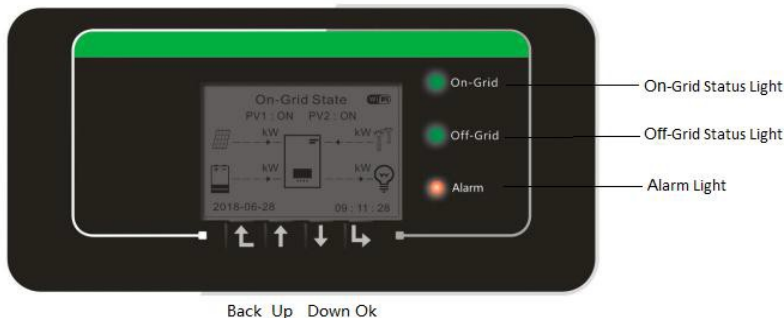 On-Grid State WiFi
PV1 : ON PV2 : ON
kW kW
kW kW
2018-06-28 09 : 11 : 28
On-Grid
Off-Grid
Alarm
On-Grid Status Light
Off-Grid Status Light
Alarm Light
Back Up Down Ok